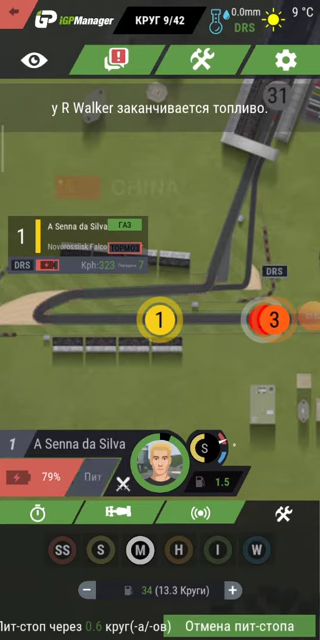 iGPManager
КРУГ 9/42
0.0mm
DRS
9 °C
31
у R Walker заканчивается топливо.
CHINA
1
A Senna da Silva
ГАЗ
Novorossiisk Falco
ТОРМОЗ
DRS
Kph:323
7
DRS
1
3
1 A Senna da Silva
S
79%
Пит
1.5
SS S M H I W
34 (13.3 Круги)
Пит-стоп через 0.6 круг(-а/-ов)
Отмена пит-стопа